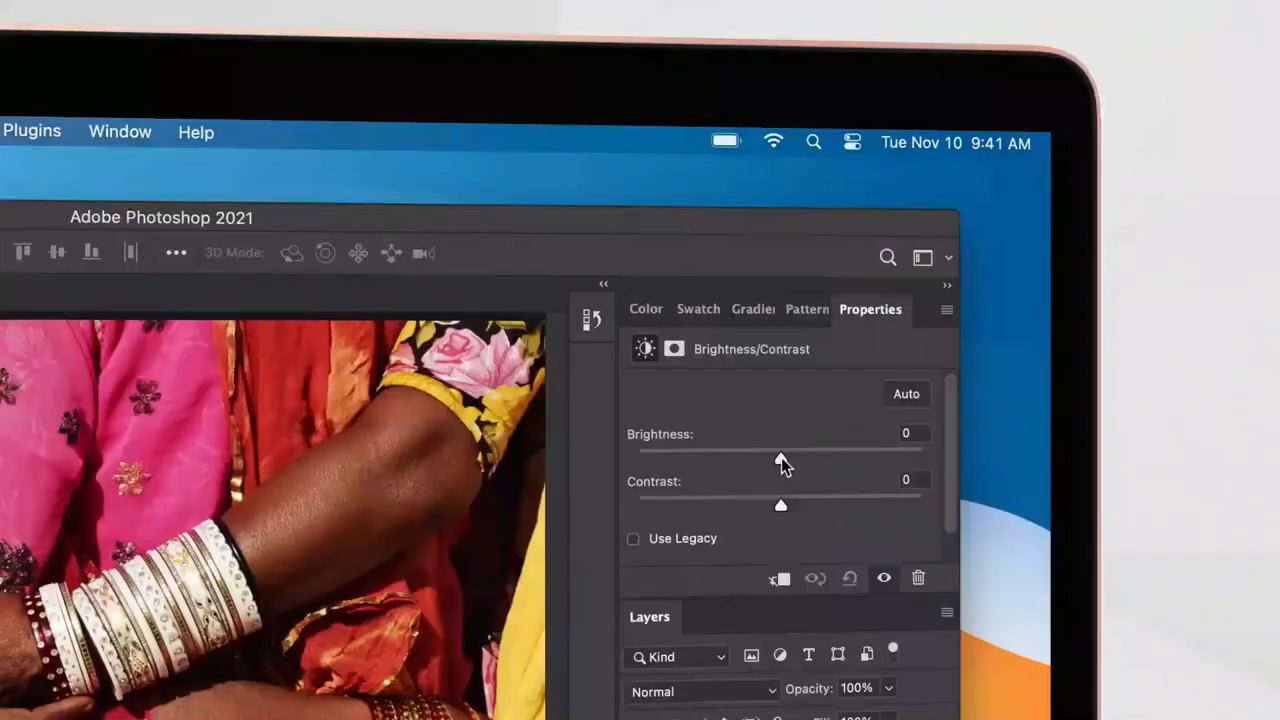 Plugins Window Help Tue Nov 10 9:41 AM
Adobe Photoshop 2021
3D Mode:
Color Swatch Gradie Pattern Properties
Brightness/Contrast
Auto
Brightness: 0
Contrast: 0
Use Legacy
Layers
Kind
Normal Opacity: 100%